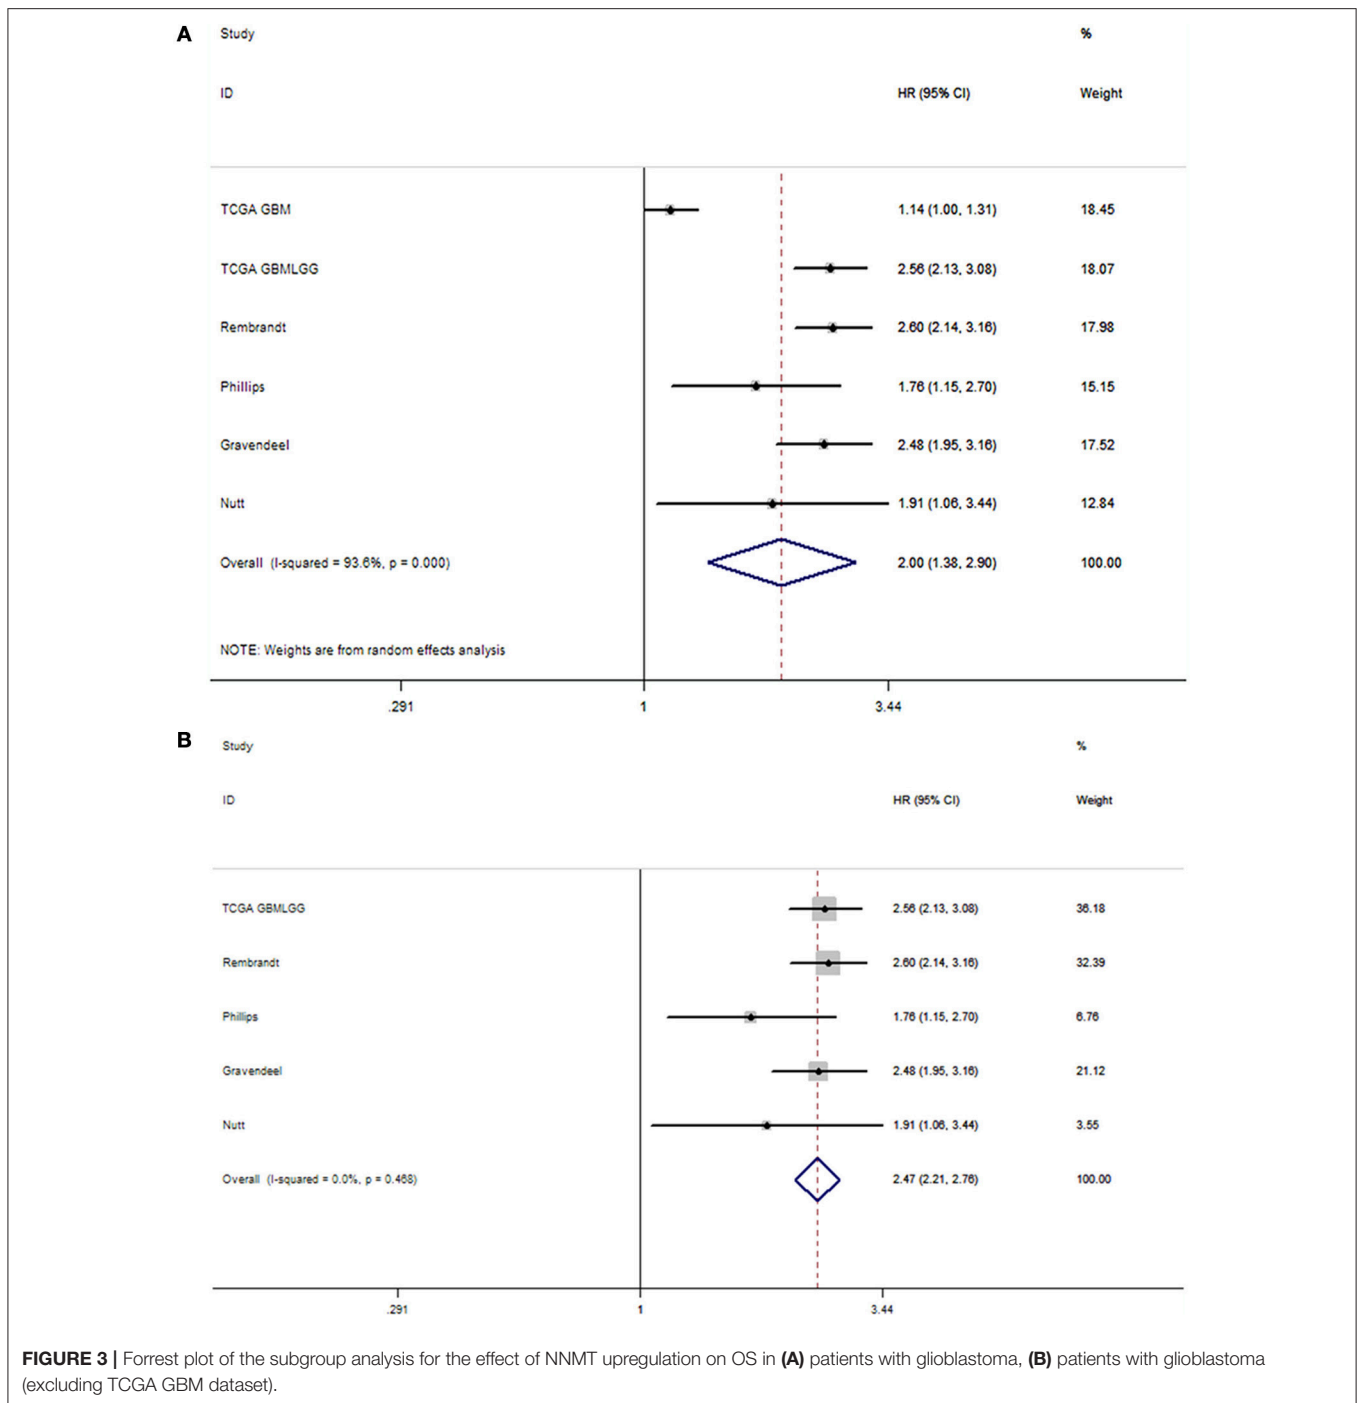 A
Study %
ID HR (95% CI) Weight
TCGA GBM 1.14 (1.00, 1.31) 18.45
TCGA GBMLGG 2.56 (2.13, 3.08) 18.07
Rembrandt 2.60 (2.14, 3.16) 17.98
Phillips 1.76 (1.15, 2.70) 15.15
Gravendeel 2.48 (1.95, 3.16) 17.52
Nutt 1.91 (1.06, 3.44) 12.84
Overall (I-squared = 93.6%, p = 0.000) 2.00 (1.38, 2.90) 100.00
NOTE: Weights are from random effects analysis
.291 1 3.44
B
Study %
ID HR (95% CI) Weight
TCGA GBMLGG 2.56 (2.13, 3.08) 36.18
Rembrandt 2.60 (2.14, 3.16) 32.39
Phillips 1.76 (1.15, 2.70) 6.76
Gravendeel 2.48 (1.95, 3.16) 21.12
Nutt 1.91 (1.06, 3.44) 3.55
Overall (I-squared = 0.0%, p = 0.468) 2.47 (2.21, 2.76) 100.00
.291 1 3.44
FIGURE 3 | Forrest plot of the subgroup analysis for the effect of NNMT upregulation on OS in (A) patients with glioblastoma, (B) patients with glioblastoma
(excluding TCGA GBM dataset).